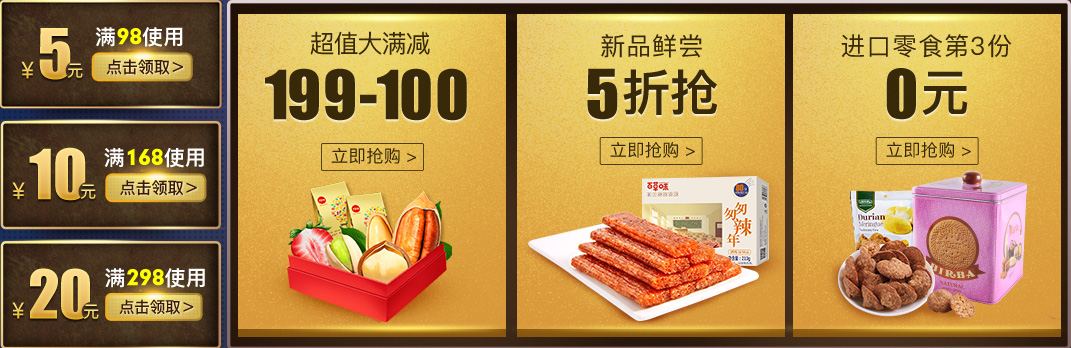 ¥5元
满98使用
点击领取>
¥10元
满168使用
点击领取>
¥20元
满298使用
点击领取>
超值大满减
199-100
立即抢购 >
新品鲜尝
5折抢
立即抢购 >
百草味
匆匆
辣年
进口零食第3份
0元
立即抢购 >
Durian
Meringue
BIRBA
NATURAL